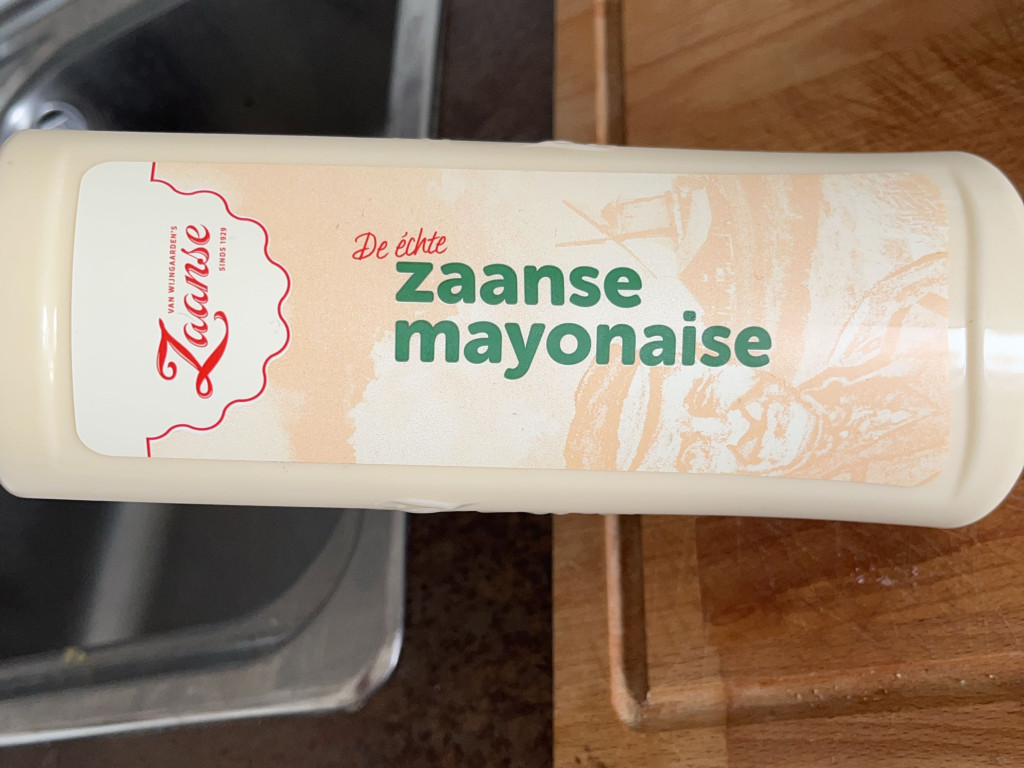 VAN WIJNGAARDEN'S
Zaanse
SINDS 1929
De échte
zaanse
mayonaise